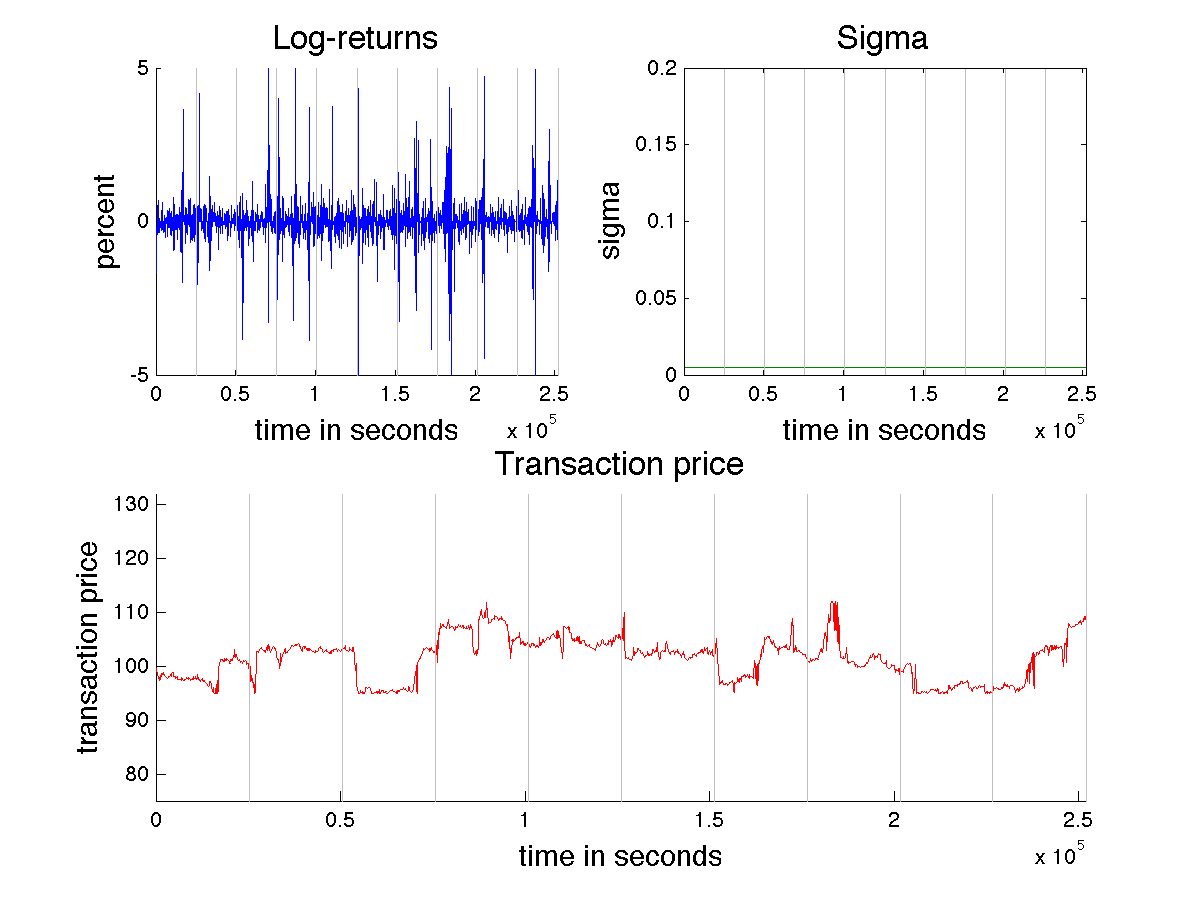 Log-returns
5
0
-5
percent
0 0.5 1 1.5 2 2.5
x 10^5
time in seconds
Sigma
0.2
0.15
0.1
0.05
0
sigma
0 0.5 1 1.5 2 2.5
x 10^5
time in seconds
Transaction price
130
120
110
100
90
80
transaction price
0 0.5 1 1.5 2 2.5
x 10^5
time in seconds